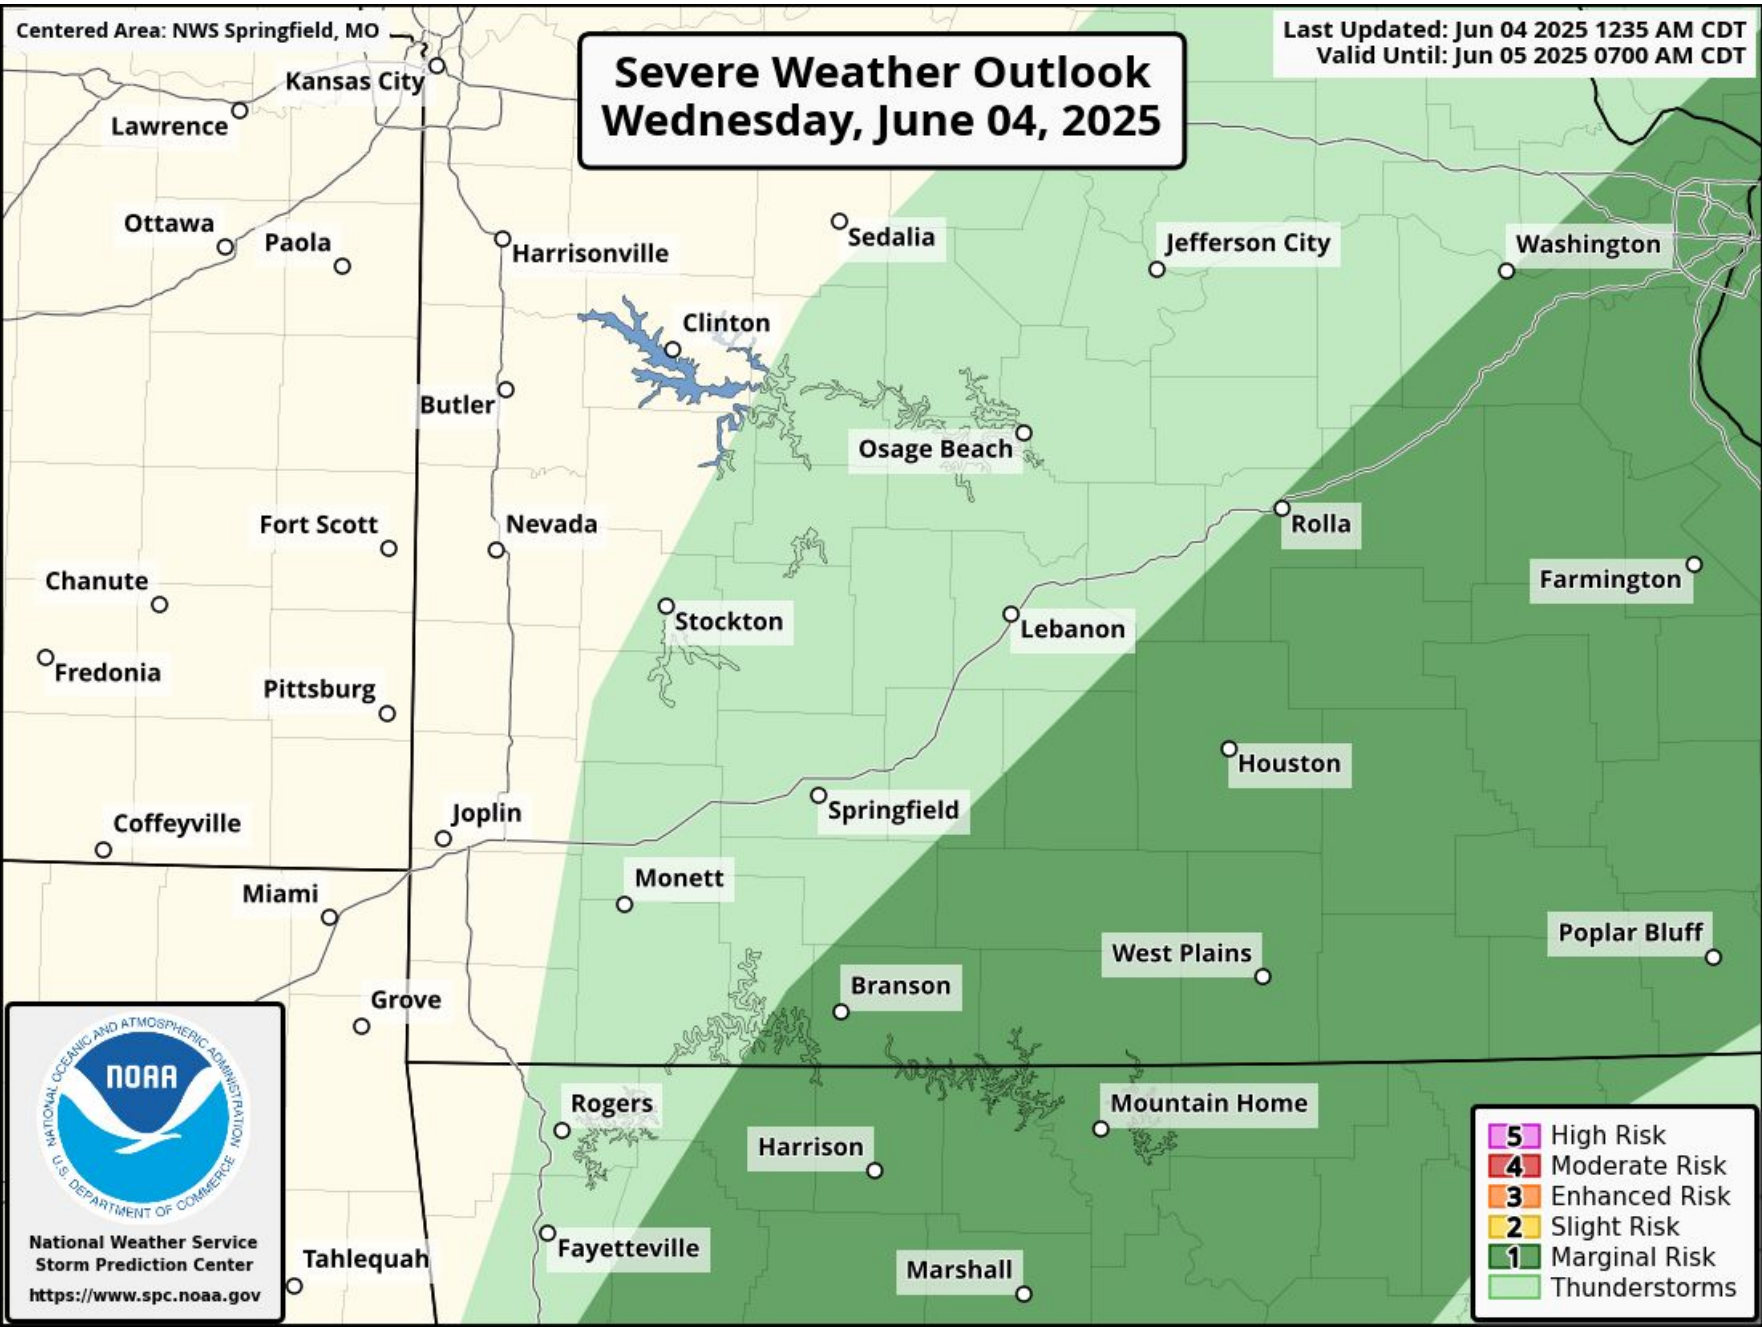 Centered Area: NWS Springfield, MO
Last Updated: Jun 04 2025 1235 AM CDT
Valid Until: Jun 05 2025 0700 AM CDT
Severe Weather Outlook
Wednesday, June 04, 2025
Kansas City
Lawrence
Ottawa
Paola
Harrisonville
Sedalia
Jefferson City
Washington
Clinton
Butler
Osage Beach
Fort Scott
Nevada
Rolla
Chanute
Farmington
Stockton
Lebanon
Fredonia
Pittsburg
Houston
Coffeyville
Joplin
Springfield
Miami
Monett
Poplar Bluff
West Plains
Grove
Branson
Rogers
Mountain Home
Harrison
Tahlequah
Fayetteville
Marshall
NATIONAL OCEANIC AND ATMOSPHERIC ADMINISTRATION
NOAA
U.S. DEPARTMENT OF COMMERCE
National Weather Service
Storm Prediction Center
https://www.spc.noaa.gov
5 High Risk
4 Moderate Risk
3 Enhanced Risk
2 Slight Risk
1 Marginal Risk
Thunderstorms